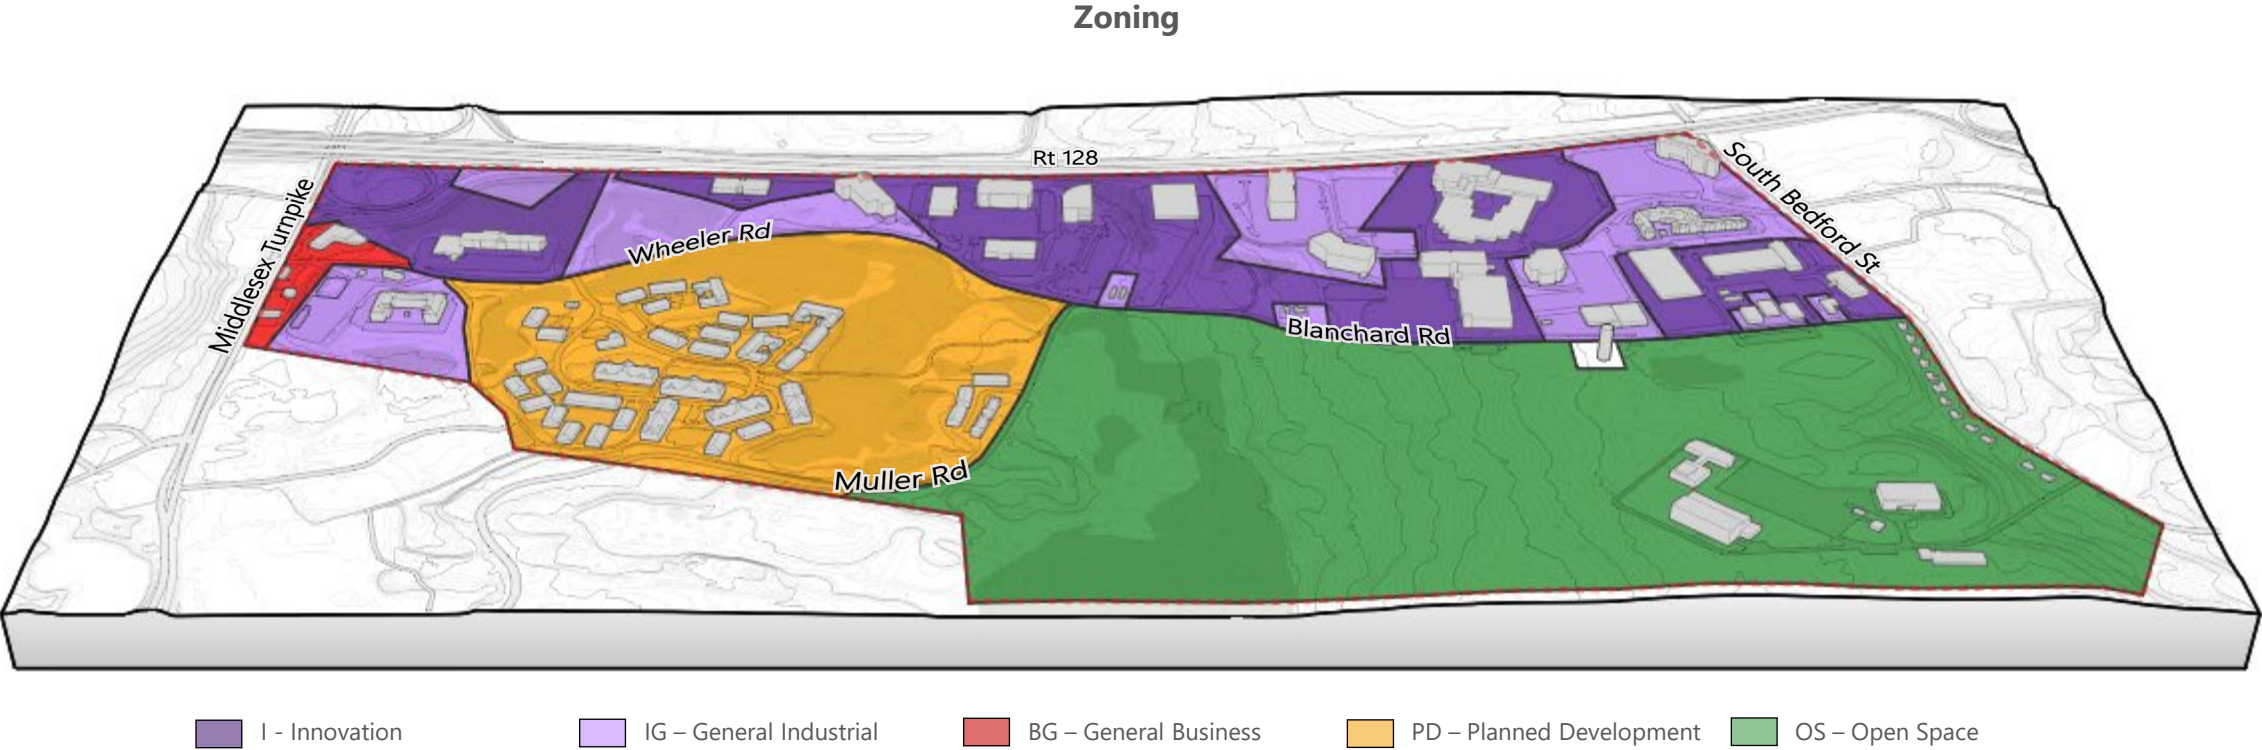 Zoning
Rt 128
South Bedford St
Middlesex Turnpike
Wheeler Rd
Blanchard Rd
Muller Rd
I - Innovation
IG – General Industrial
BG – General Business
PD – Planned Development
OS – Open Space